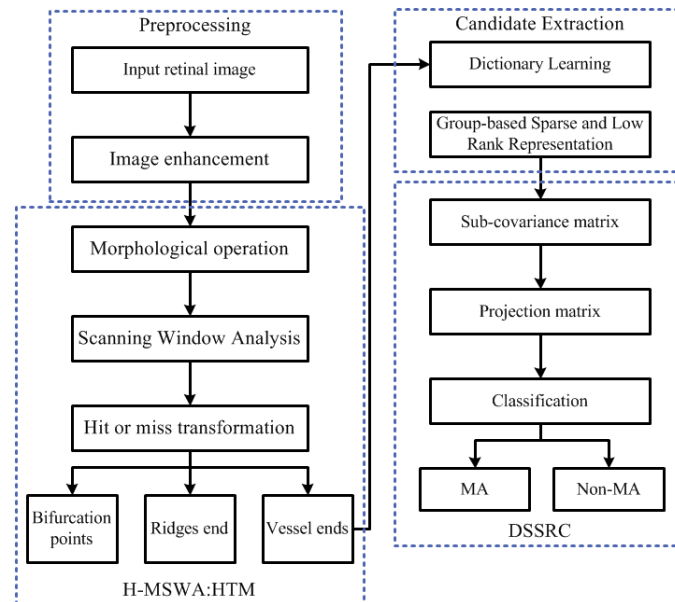 Preprocessing
Input retinal image
Image enhancement
Morphological operation
Scanning Window Analysis
Hit or miss transformation
Bifurcation
points
Ridges end
Vessel ends
H-MSWA:HTM
Candidate Extraction
Dictionary Learning
Group-based Sparse and Low
Rank Representation
Sub-covariance matrix
Projection matrix
Classification
MA
Non-MA
DSSRC